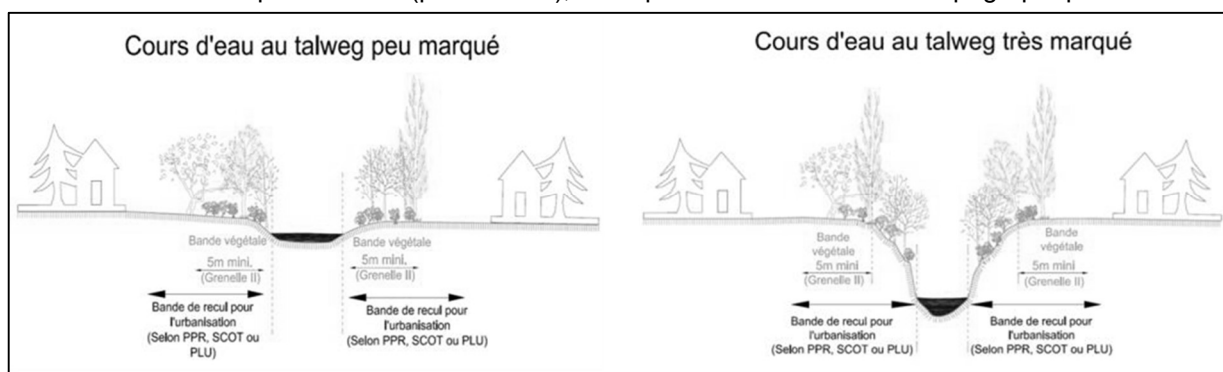 Cours d'eau au talweg peu marqué
Bande végétale
5m mini.
(Grenelle II)
Bande de recul pour
l'urbanisation
(Selon PPR, SCOT ou
PLU)
Bande végétale
5m mini.
(Grenelle II)
Bande de recul pour
l'urbanisation
(Selon PPR, SCOT ou PLU)
Cours d'eau au talweg très marqué
Bande
végétale
5m mini
(Grenelle II)
Bande de recul pour
l'urbanisation
(Selon PPR, SCOT ou PLU)
Bande
végétale
5m mini
(Grenelle II)
Bande de recul pour
l'urbanisation
(Selon PPR, SCOT ou PLU)